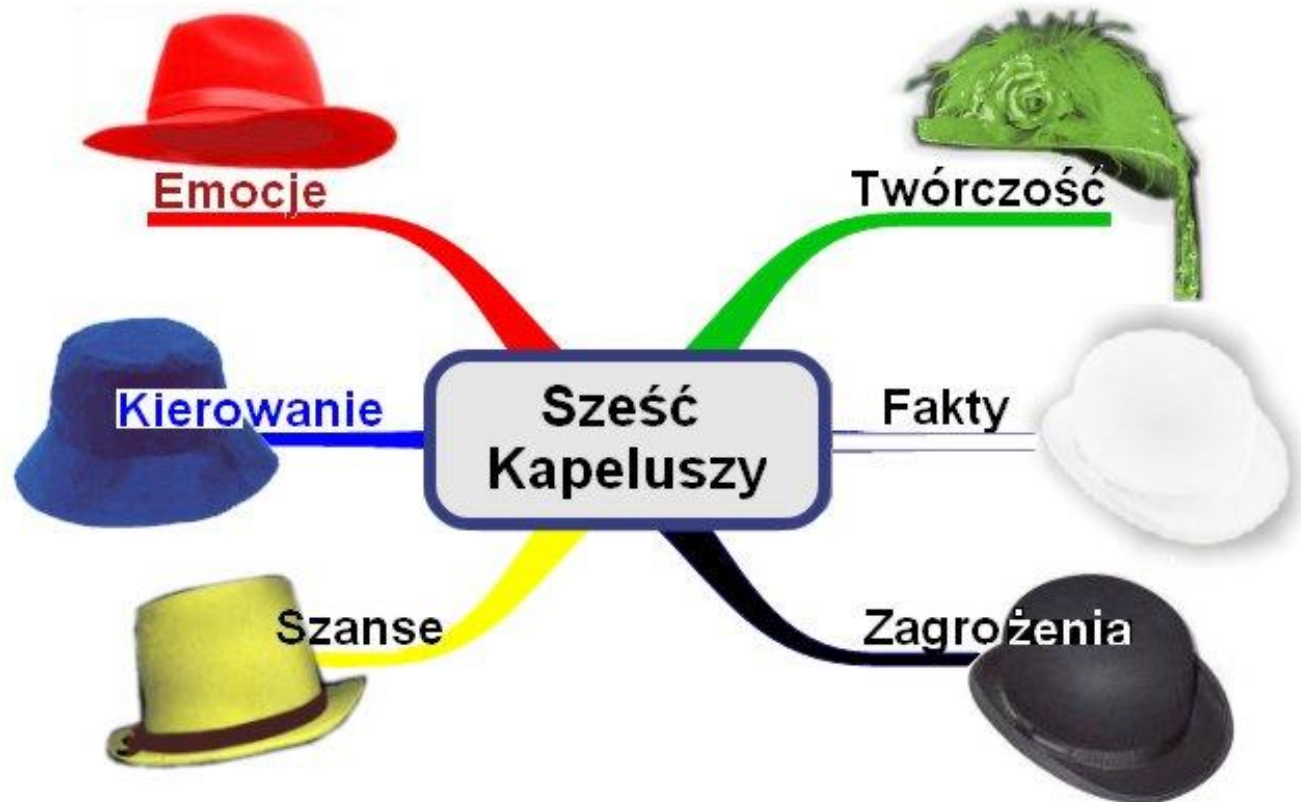 Emocje
Twórczość
Kierowanie
Sześć
Kapeluszy
Fakty
Szanse
Zagrożenia